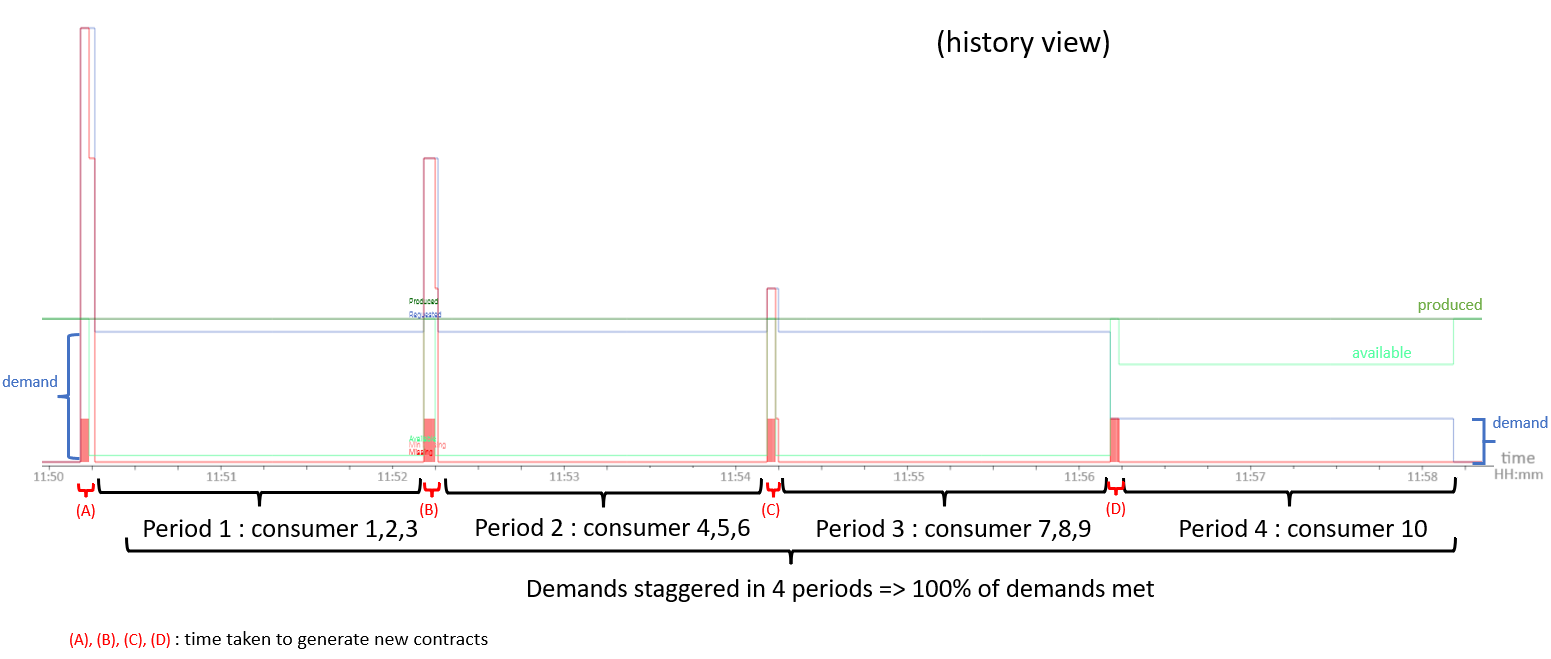 (history view)
Produced
Requested
produced
available
demand
demand
Missing
time
HH:mm
11:50
11:51
11:52
11:53
11:54
11:55
11:56
11:57
11:58
(A)
(B)
(C)
(D)
Period 1 : consumer 1,2,3
Period 2 : consumer 4,5,6
Period 3 : consumer 7,8,9
Period 4 : consumer 10
Demands staggered in 4 periods => 100% of demands met
(A), (B), (C), (D) : time taken to generate new contracts